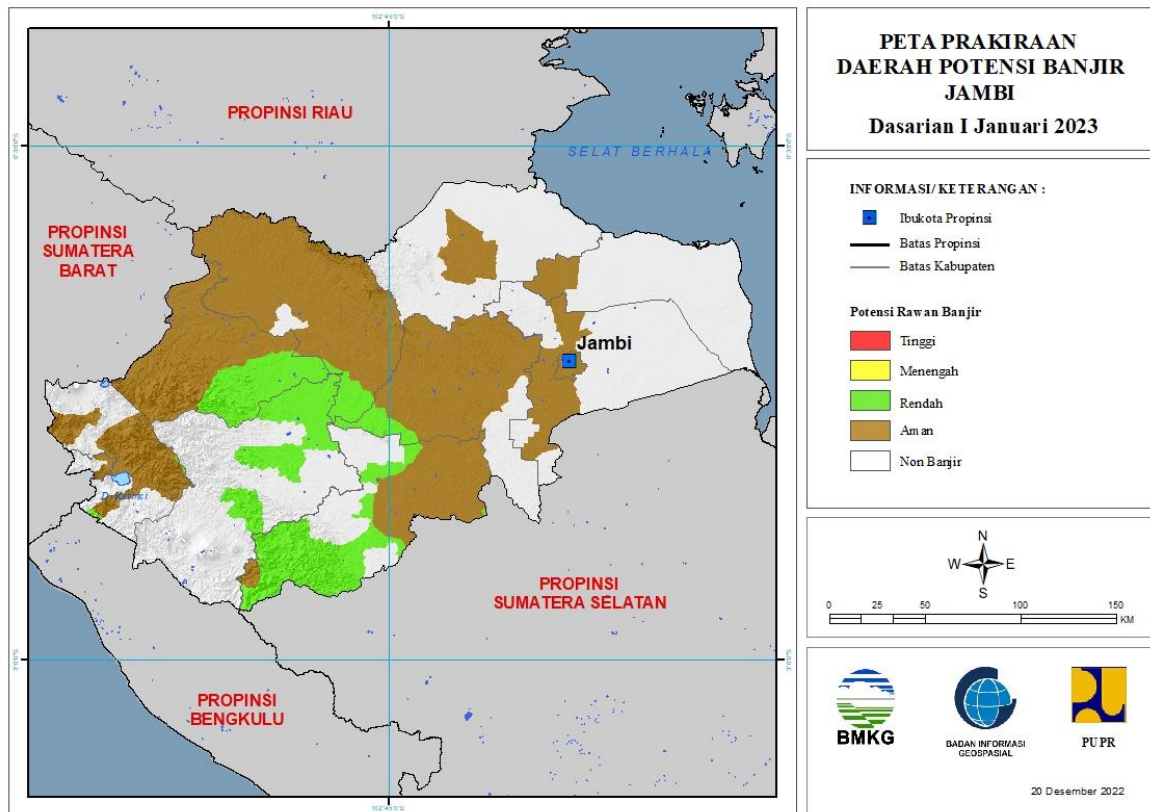 PETA PRAKIRAAN
DAERAH POTENSI BANJIR
JAMBI
Dasarian I Januari 2023
INFORMASI/ KETERANGAN :
Ibukota Propinsi
Batas Propinsi
Batas Kabupaten
Potensi Rawan Banjir
Tinggi
Menengah
Rendah
Aman
Non Banjir
N
W
E
S
0 25 50 100 150
KM
BMKG
BADAN INFORMASI
GEOSPASIAL
PUPR
20 Desember 2022
PROPINSI RIAU
SELAT BERHALA
PROPINSI
SUMATERA
BARAT
Jambi
PROPINSI
SUMATERA SELATAN
PROPINSI
BENGKULU